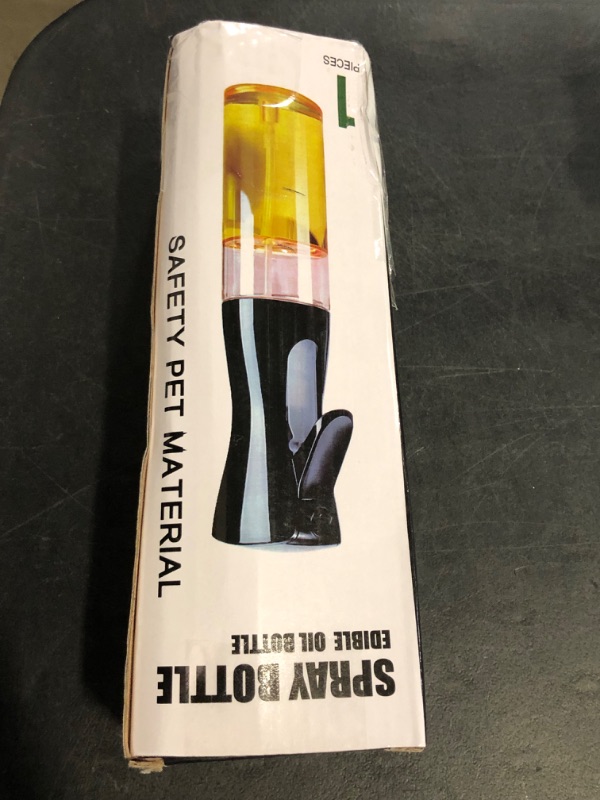 SPRAY BOTTLE
EDIBLE OIL BOTTLE
SAFETY PET MATERIAL
1
PIECES